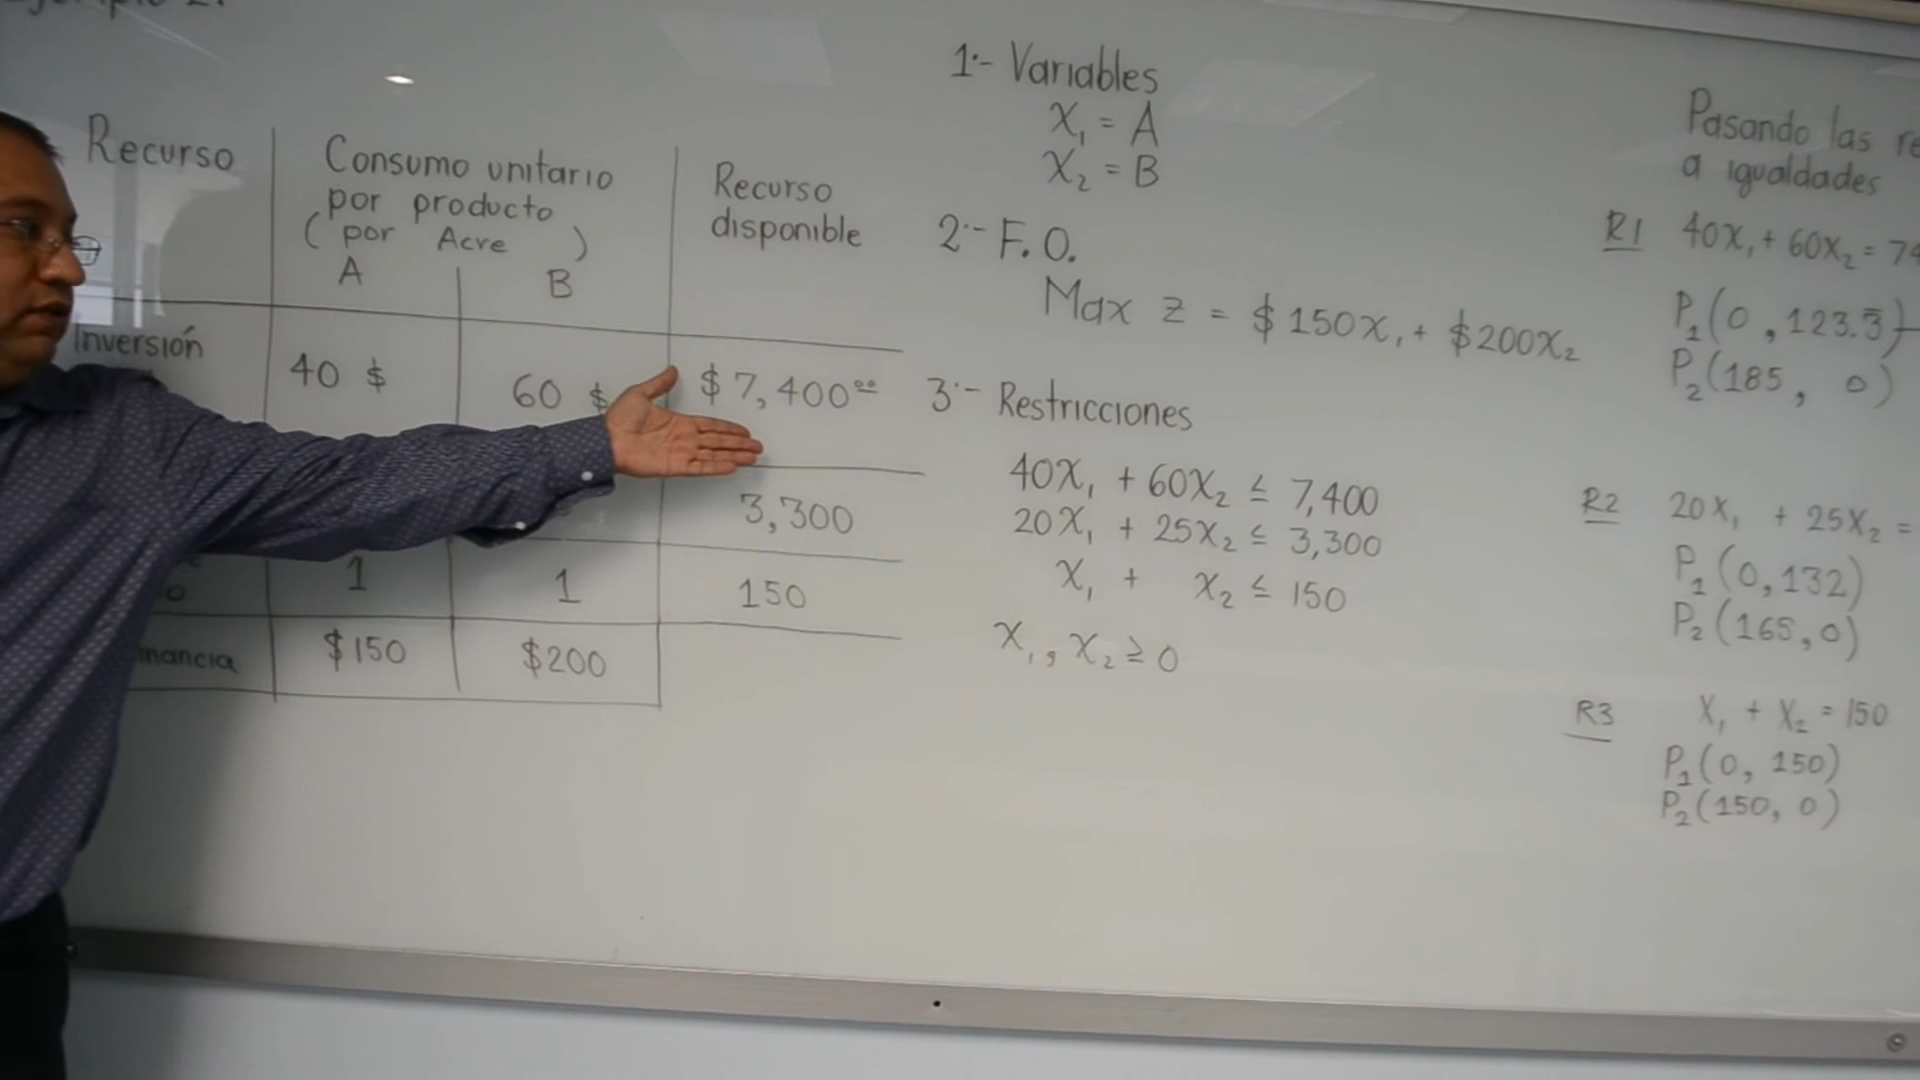 Recurso
Consumo unitario
por producto
( por Acre )
A B
Recurso
disponible
Inversión
40 $ 60 $ $7,400.00
3,300
1 1 150
$150 $200
1.- Variables
X₁ = A
X₂ = B
2.- F.O.
Max z = $150X₁ + $200X₂
3.- Restricciones
40X₁ + 60X₂ ≤ 7,400
20X₁ + 25X₂ ≤ 3,300
X₁ + X₂ ≤ 150
X₁, X₂ ≥ 0
Pasando las
a igualdades
R1 40X₁ + 60X₂ = 74
P₁(0, 123.3̄)
P₂(185, 0)
R2 20X₁ + 25X₂ =
P₁(0, 132)
P₂(165, 0)
R3 X₁ + X₂ = 150
P₁(0, 150)
P₂(150, 0)